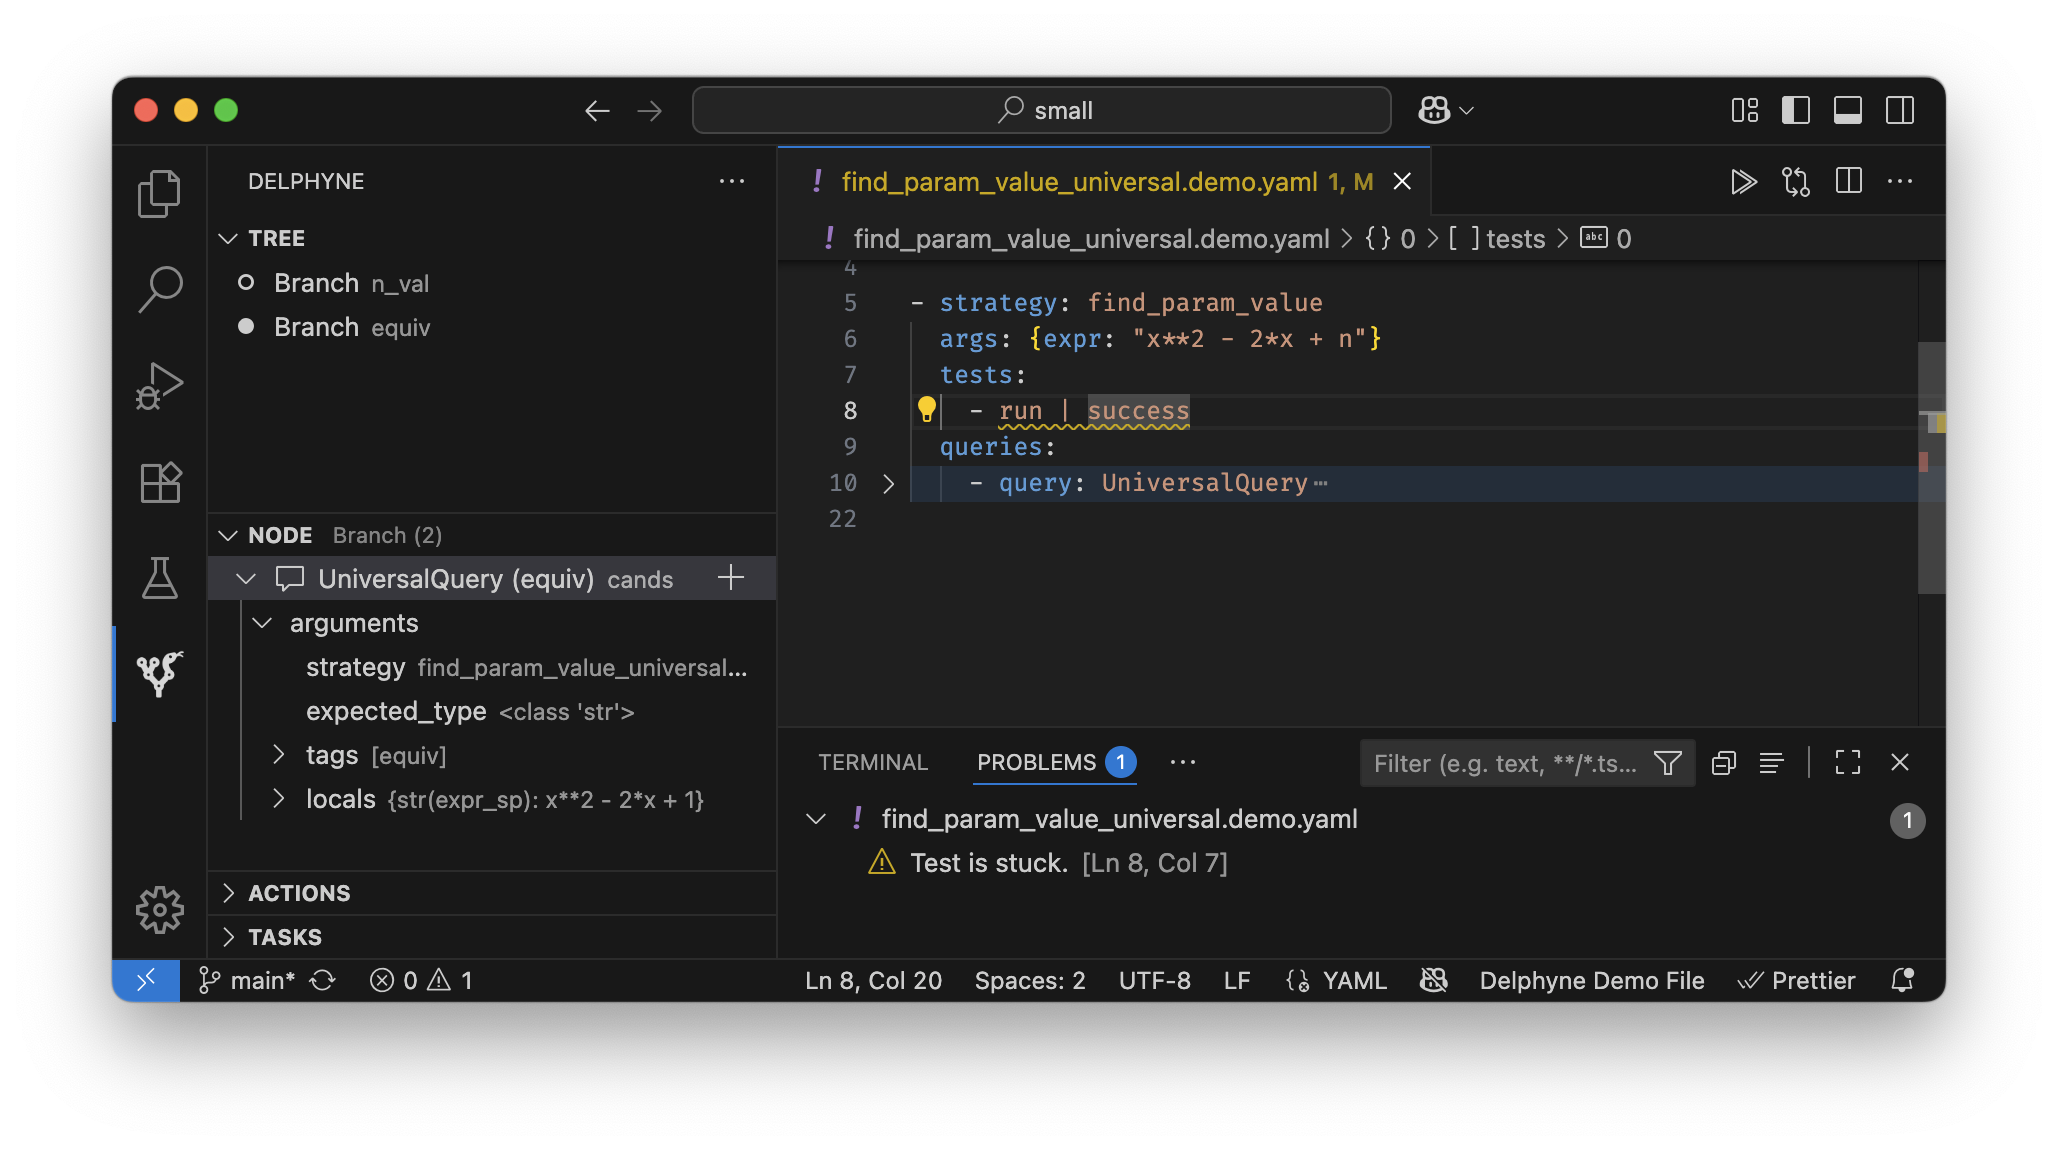 small
DELPHYNE
TREE
Branch n_val
Branch equiv
NODE Branch (2)
UniversalQuery (equiv) cands
arguments
strategy find_param_value_universal...
expected_type <class 'str'>
tags [equiv]
locals {str(expr_sp): x**2 - 2*x + 1}
ACTIONS
TASKS
find_param_value_universal.demo.yaml 1, M
find_param_value_universal.demo.yaml > {} 0 > [ ] tests > abc 0
4
5 - strategy: find_param_value
6 args: {expr: "x**2 - 2*x + n"}
7 tests:
8 - run | success
9 queries:
10 - query: UniversalQuery…
22
TERMINAL PROBLEMS 1
Filter (e.g. text, **/*.ts...
find_param_value_universal.demo.yaml 1
Test is stuck. [Ln 8, Col 7]
main* 0 1 Ln 8, Col 20 Spaces: 2 UTF-8 LF YAML Delphyne Demo File Prettier